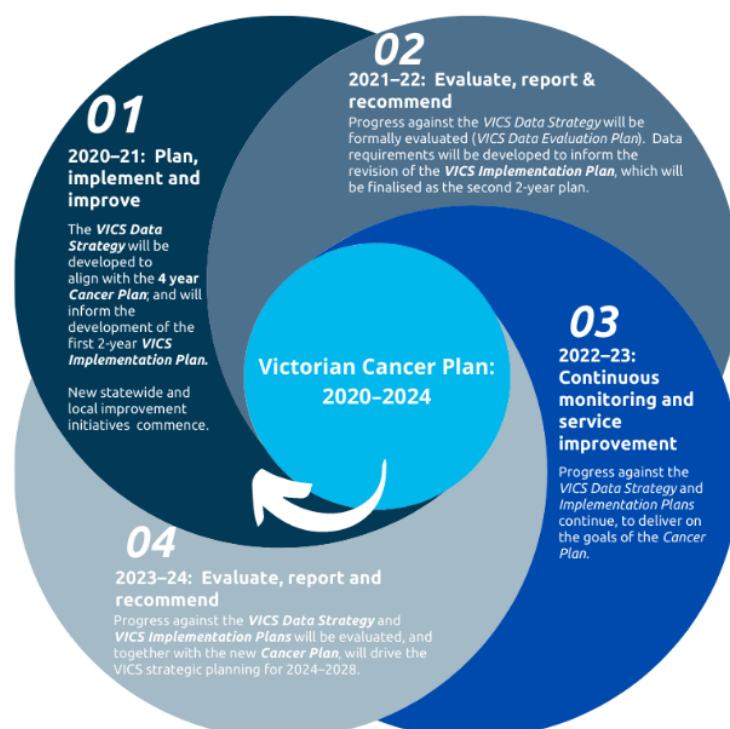 01
2020–21: Plan,
implement and
improve
The VICS Data
Strategy will be
developed to
align with the 4 year
Cancer Plan, and will
inform the
development of the
first 2-year VICS
Implementation Plan.
New statewide and
local improvement
initiatives commence.
02
2021–22: Evaluate, report &
recommend
Progress against the VICS Data Strategy will be
formally evaluated (VICS Data Evaluation Plan). Data
requirements will be developed to inform the
revision of the VICS Implementation Plan, which will
be finalised as the second 2-year plan.
Victorian Cancer Plan:
2020–2024
03
2022–23:
Continuous
monitoring and
service
improvement
Progress against the
VICS Data Strategy and
Implementation Plans
continue, to deliver on
the goals of the Cancer
Plan.
04
2023–24: Evaluate, report and
recommend
Progress against the VICS Data Strategy and
VICS Implementation Plans will be evaluated, and
together with the new Cancer Plan, will drive the
VICS strategic planning for 2024–2028.